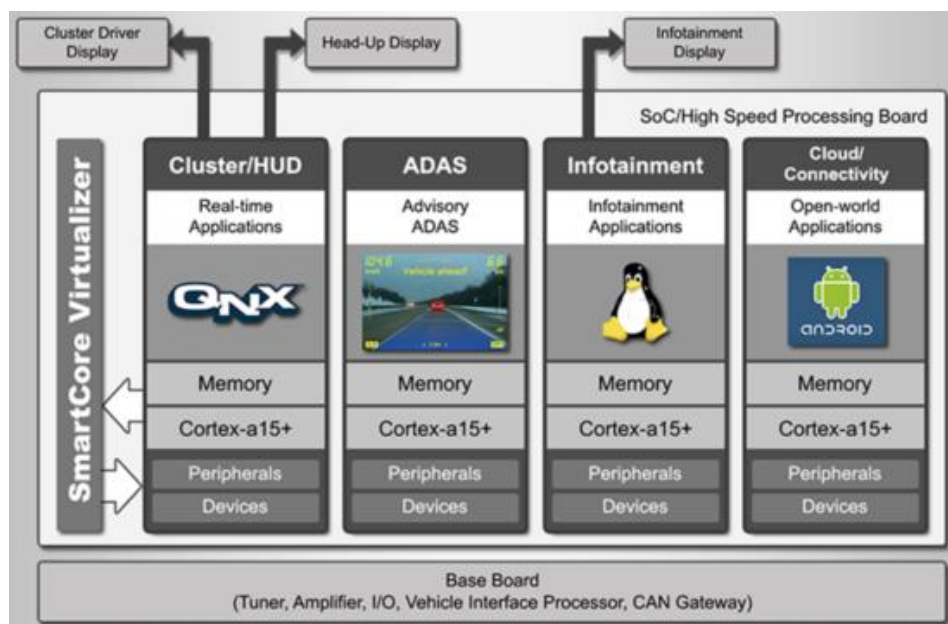 Cluster Driver
Display
Head-Up Display
Infotainment
Display
SoC/High Speed Processing Board
SmartCore Virtualizer
Cluster/HUD
Real-time
Applications
QNX
Memory
Cortex-a15+
Peripherals
Devices
ADAS
Advisory
ADAS
Vehicle ahead!
Memory
Cortex-a15+
Peripherals
Devices
Infotainment
Infotainment
Applications
Memory
Cortex-a15+
Peripherals
Devices
Cloud/
Connectivity
Open-world
Applications
ANDROID
Memory
Cortex-a15+
Peripherals
Devices
Base Board
(Tuner, Amplifier, I/O, Vehicle Interface Processor, CAN Gateway)